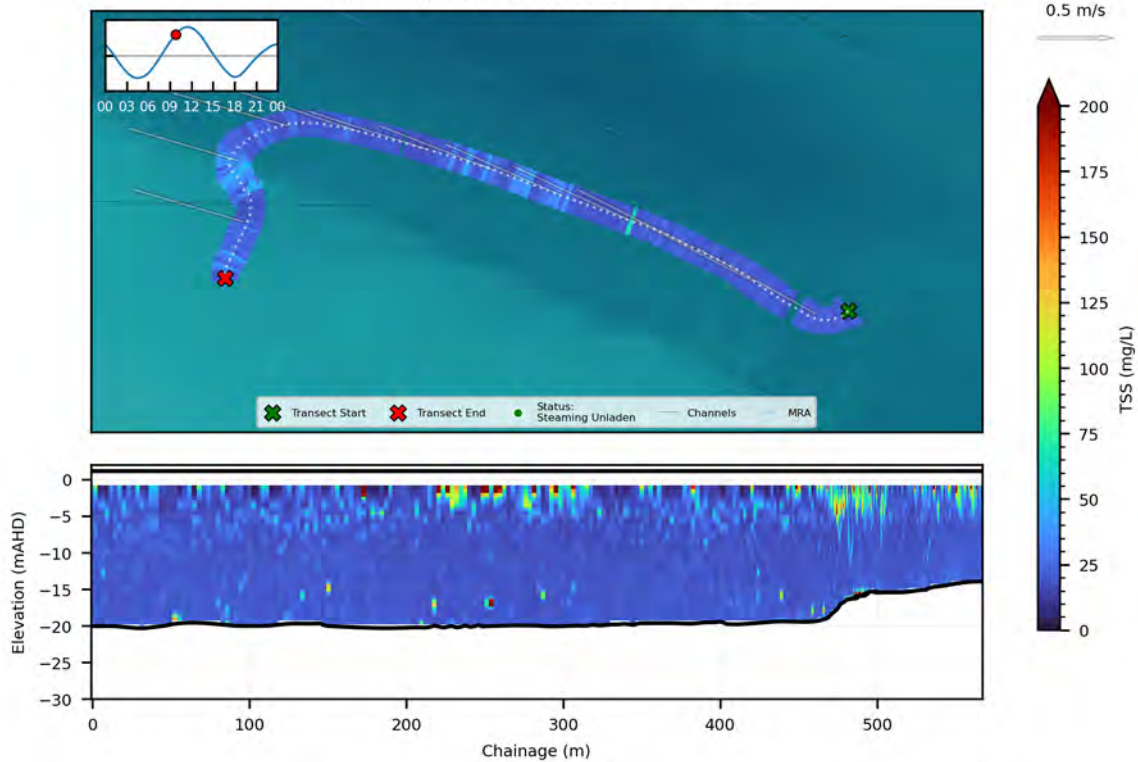 0.5 m/s
00 03 06 09 12 15 18 21 00
Transect Start
Transect End
Status:
Steaming Unladen
Channels
MRA
200
175
150
125
100
75
50
25
0
TSS (mg/L)
0
−5
−10
−15
−20
−25
−30
Elevation (mAHD)
0 100 200 300 400 500
Chainage (m)